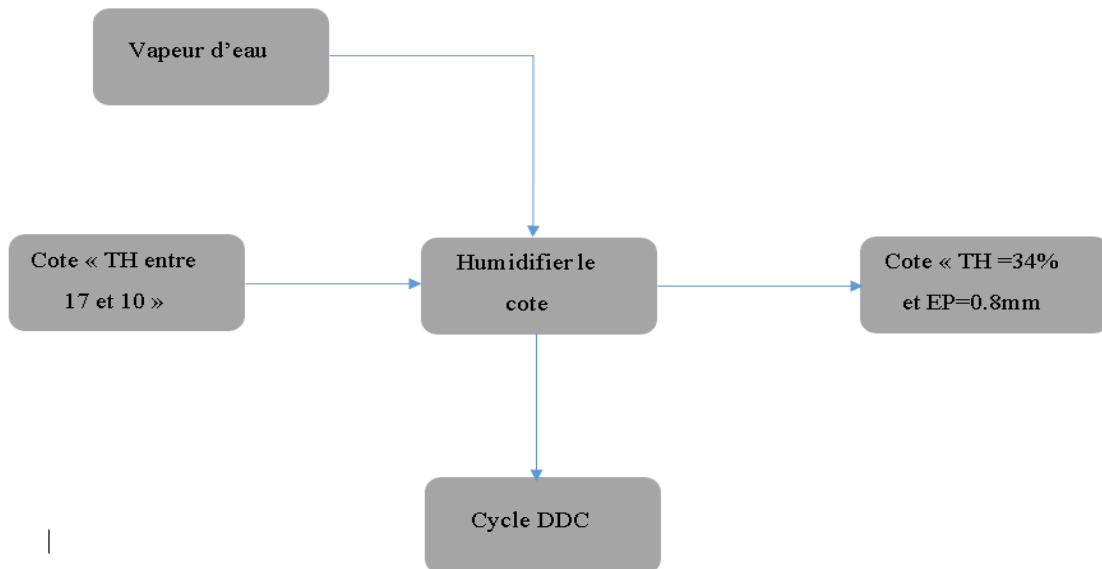 Vapeur d’eau
Cote « TH entre
17 et 10 »
Humidifier le
cote
Cote « TH =34%
et EP=0.8mm
Cycle DDC